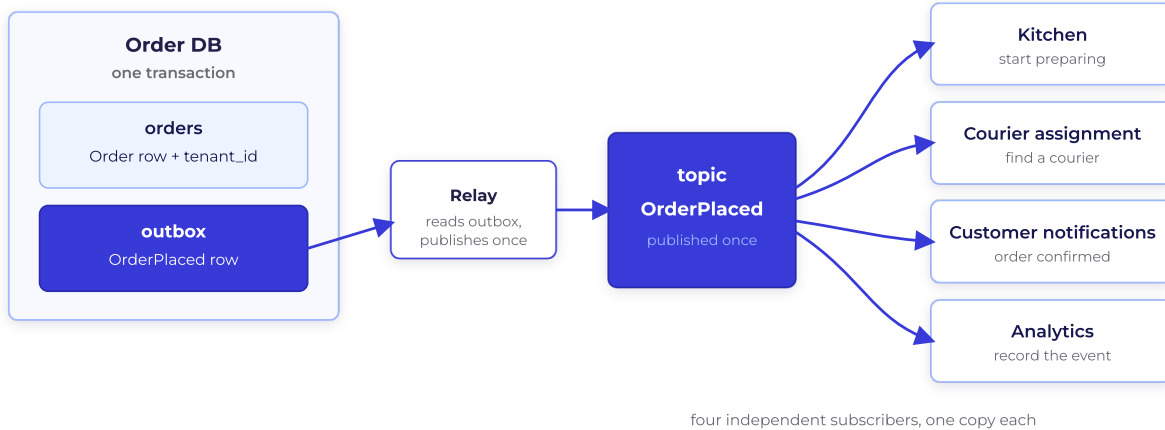 Order DB
one transaction
orders
Order row + tenant_id
outbox
OrderPlaced row
Relay
reads outbox,
publishes once
topic
OrderPlaced
published once
Kitchen
start preparing
Courier assignment
find a courier
Customer notifications
order confirmed
Analytics
record the event
four independent subscribers, one copy each